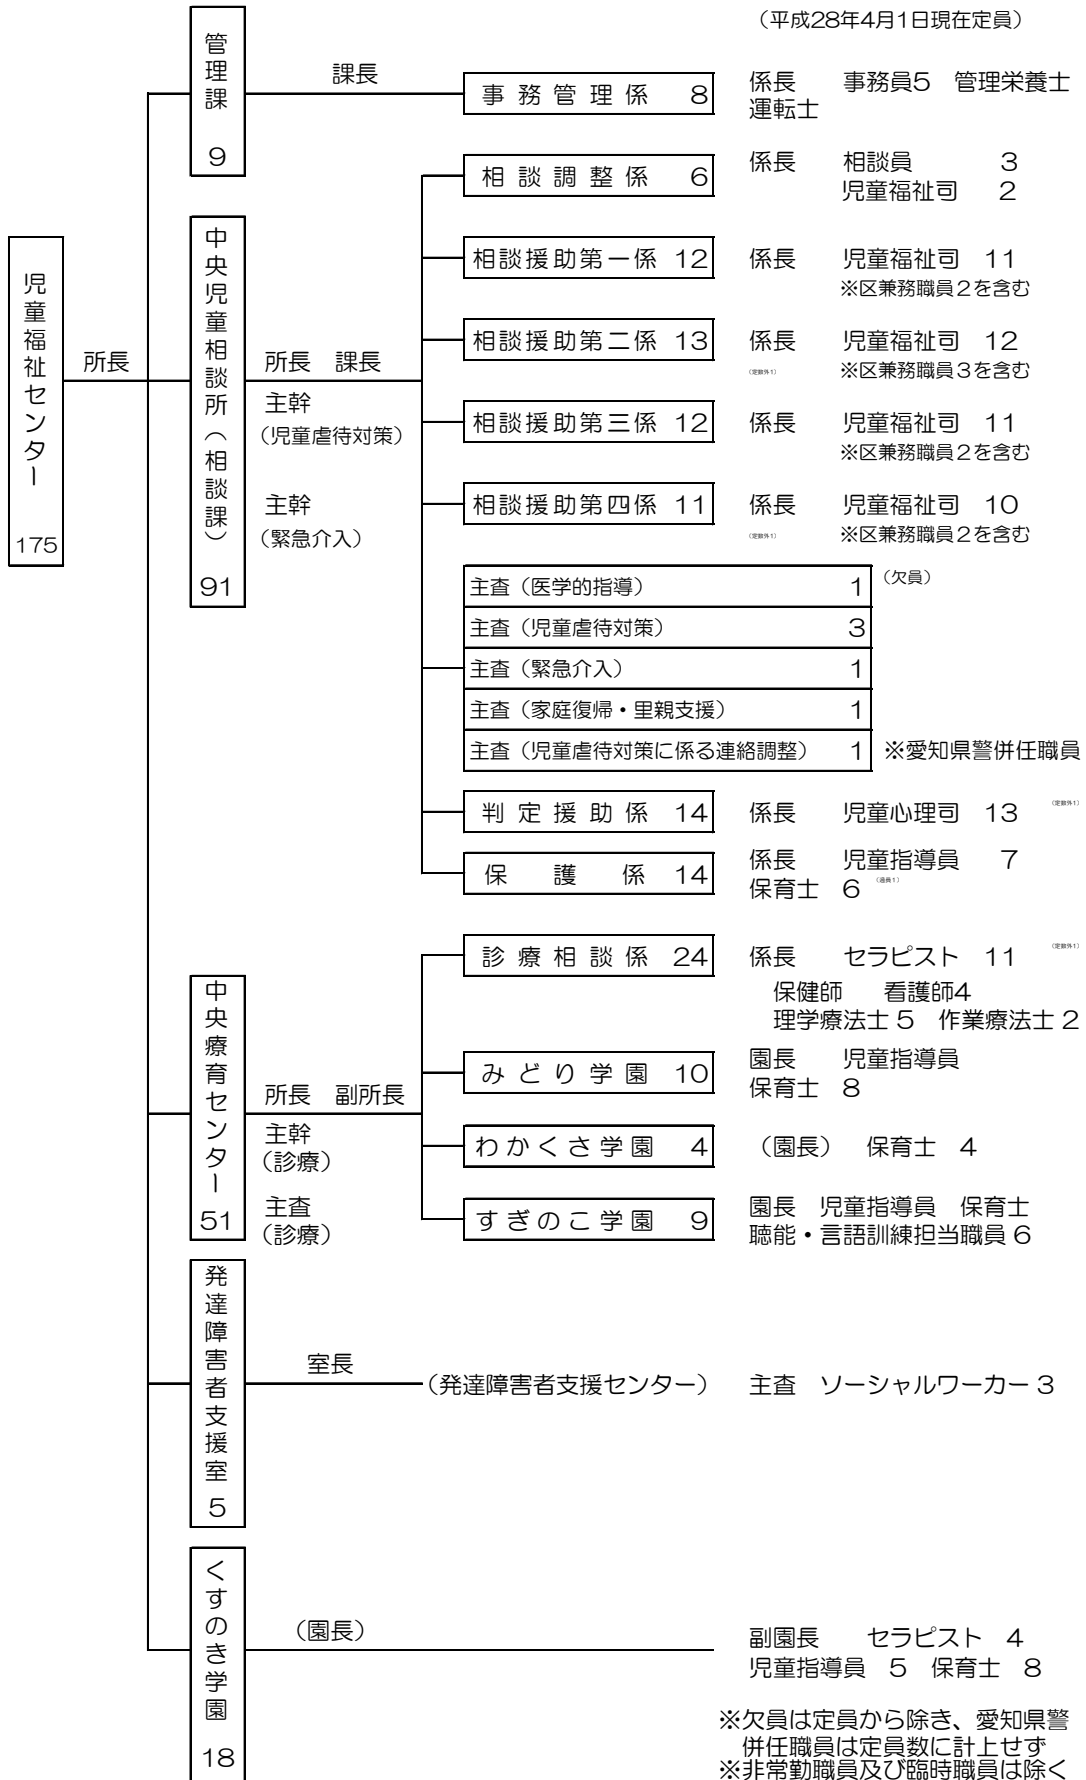 （平成28年4月1日現在定員）
児童福祉センター
175
所長
管理課
9
課長
事務管理係 8
係長 事務員5 管理栄養士
運転士
中央児童相談所（相談課）
91
所長 課長
主幹
（児童虐待対策）
主幹
（緊急介入）
相談調整係 6
係長 相談員 3
児童福祉司 2
相談援助第一係 12
係長 児童福祉司 11
※区兼務職員２を含む
相談援助第二係 13
係長 児童福祉司 12
（定数外1）
※区兼務職員３を含む
相談援助第三係 12
係長 児童福祉司 11
※区兼務職員２を含む
相談援助第四係 11
係長 児童福祉司 10
（定数外1）
※区兼務職員２を含む
主査（医学的指導） 1
（欠員）
主査（児童虐待対策） 3
主査（緊急介入） 1
主査（家庭復帰・里親支援） 1
主査（児童虐待対策に係る連絡調整） 1
※愛知県警併任職員
判定援助係 14
係長 児童心理司 13
（定数外1）
保護係 14
係長 児童指導員 7
保育士 6
（過員1）
中央療育センター
51
所長 副所長
主幹
（診療）
主査
（診療）
診療相談係 24
係長 セラピスト 11
（定数外1）
保健師 看護師4
理学療法士５ 作業療法士２
みどり学園 10
園長 児童指導員
保育士 8
わかくさ学園 4
（園長） 保育士 4
すぎのこ学園 9
園長 児童指導員 保育士
聴能・言語訓練担当職員６
発達障害者支援室
5
室長
（発達障害者支援センター）
主査 ソーシャルワーカー３
くすのき学園
18
（園長）
副園長 セラピスト 4
児童指導員 5 保育士 8
※欠員は定員から除き、愛知県警
併任職員は定員数に計上せず
※非常勤職員及び臨時職員は除く